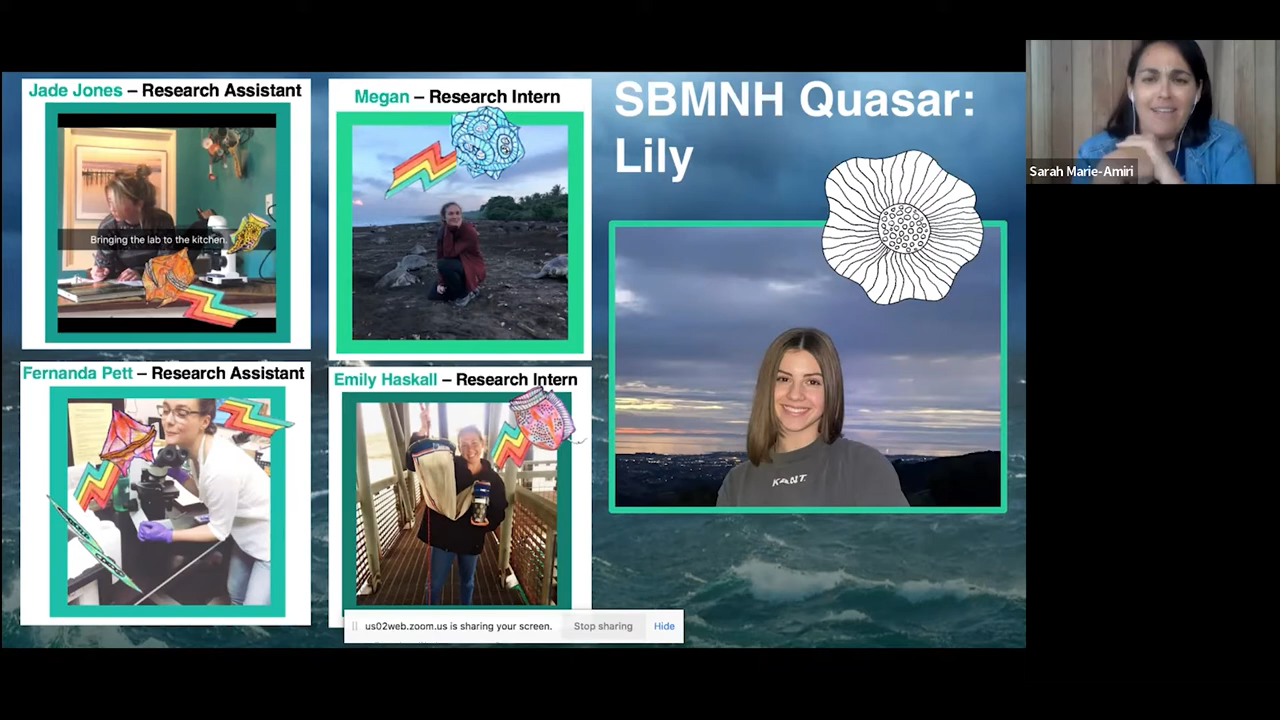 Jade Jones – Research Assistant
Bringing the lab to the kitchen.
Megan – Research Intern
Fernanda Pett – Research Assistant
Emily Haskall – Research Intern
us02web.zoom.us is sharing your screen. Stop sharing Hide
SBMNH Quasar:
Lily
KANT.
Sarah Marie-Amiri